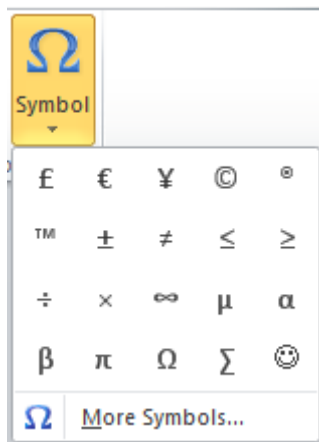 Ω
Symbol
£ € ¥ © ®
™ ± ≠ ≤ ≥
÷ × ∞ µ α
β π Ω ∑ ☺
Ω More Symbols...